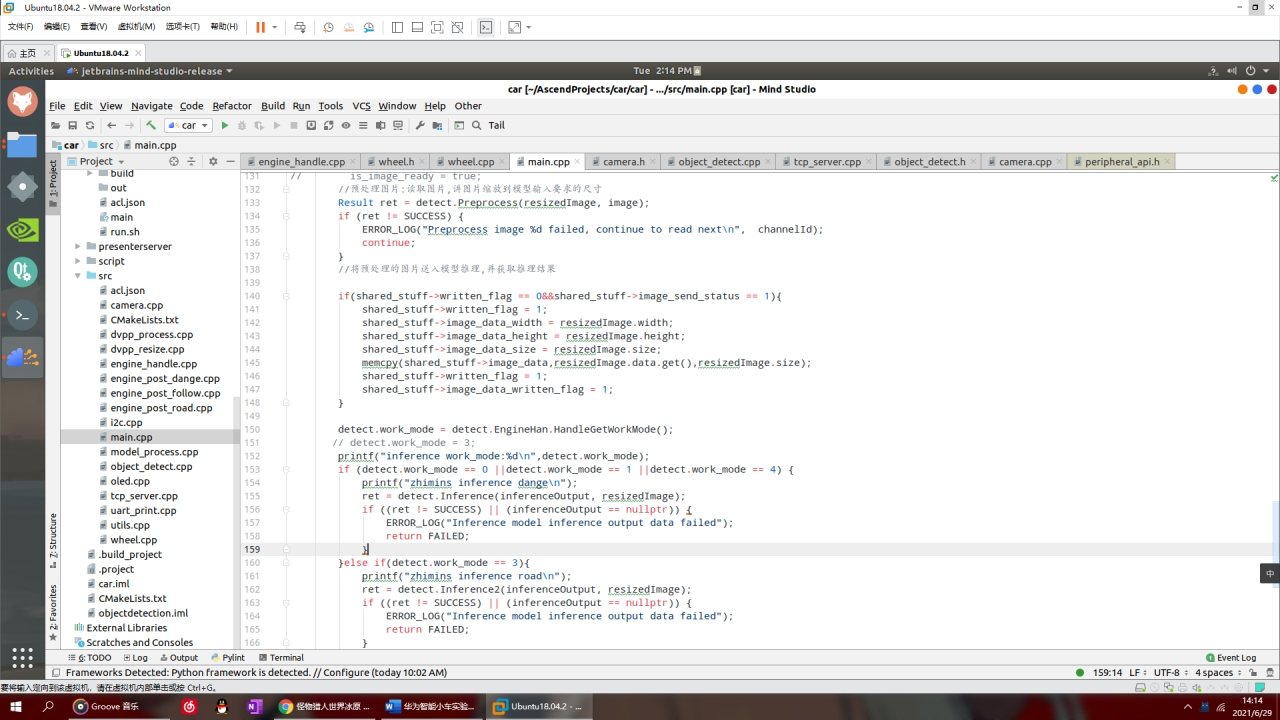 Ubuntu18.04.2 - VMware Workstation
文件(F) 编辑(E) 查看(V) 虚拟机(M) 选项卡(T) 帮助(H)
主页 Ubuntu18.04.2
Activities jetbrains-mind-studio-release Tue 2:14 PM
car [~/AscendProjects/car/car] - .../src/main.cpp [car] - Mind Studio
File Edit View Navigate Code Refactor Build Run Tools VCS Window Help Other
car Tail
car src main.cpp
Project engine_handle.cpp wheel.h wheel.cpp main.cpp camera.h object_detect.cpp tcp_server.cpp object_detect.h camera.cpp peripheral_api.h
1: Project
build
out
acl.json
main
run.sh
presenterserver
script
src
acl.json
camera.cpp
CMakeLists.txt
dvpp_process.cpp
dvpp_resize.cpp
engine_handle.cpp
engine_post_dange.cpp
engine_post_follow.cpp
engine_post_road.cpp
i2c.cpp
main.cpp
model_process.cpp
object_detect.cpp
oled.cpp
tcp_server.cpp
uart_print.cpp
utils.cpp
wheel.cpp
.build_project
.project
car.iml
CMakeLists.txt
objectdetection.iml
External Libraries
Scratches and Consoles
7: Structure
2: Favorites
131 // is_image_ready = true;
132 //预处理图片:读取图片,讲图片缩放到模型输入要求的尺寸
133 Result ret = detect.Preprocess(resizedImage, image);
134 if (ret != SUCCESS) {
135 ERROR_LOG("Preprocess image %d failed, continue to read next\n", channelId);
136 continue;
137 }
138 //将预处理的图片送入模型推理,并获取推理结果
139
140 if(shared_stuff->written_flag == 0&&shared_stuff->image_send_status == 1){
141 shared_stuff->written_flag = 1;
142 shared_stuff->image_data_width = resizedImage.width;
143 shared_stuff->image_data_height = resizedImage.height;
144 shared_stuff->image_data_size = resizedImage.size;
145 memcpy(shared_stuff->image_data,resizedImage.data.get(),resizedImage.size);
146 shared_stuff->written_flag = 1;
147 shared_stuff->image_data_written_flag = 1;
148 }
149
150 detect.work_mode = detect.EngineHan.HandleGetWorkMode();
151 // detect.work_mode = 3;
152 printf("inference work_mode:%d\n",detect.work_mode);
153 if (detect.work_mode == 0 ||detect.work_mode == 1 ||detect.work_mode == 4) {
154 printf("zhimins inference dange\n");
155 ret = detect.Inference(inferenceOutput, resizedImage);
156 if ((ret != SUCCESS) || (inferenceOutput == nullptr)) {
157 ERROR_LOG("Inference model inference output data failed");
158 return FAILED;
159 }
160 }else if(detect.work_mode == 3){
161 printf("zhimins inference road\n");
162 ret = detect.Inference2(inferenceOutput, resizedImage);
163 if ((ret != SUCCESS) || (inferenceOutput == nullptr)) {
164 ERROR_LOG("Inference model inference output data failed");
165 return FAILED;
166 }
中
6: TODO Log Output Pylint Terminal Event Log
Frameworks Detected: Python framework is detected. // Configure (today 10:02 AM) 159:14 LF UTF-8 4 spaces
要将输入定向到该虚拟机,请在虚拟机内部单击或按 Ctrl+G。
Groove 音乐 怪物猎人世界冰原 ... 华为智能小车实验... Ubuntu18.04.2 - ...
14:14
2021/6/29